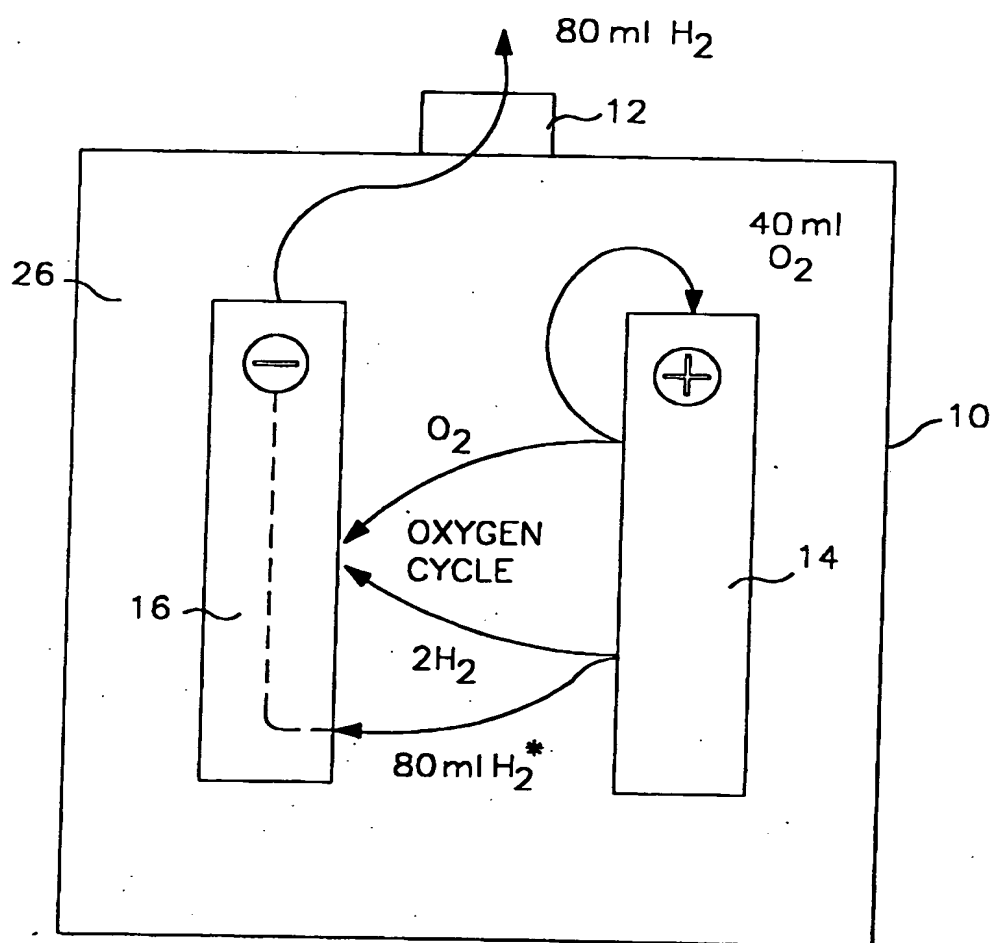 80 ml H2
12
40 ml
O2
26
−
+
10
O2
OXYGEN
CYCLE
14
16
2H2
80 ml H2*